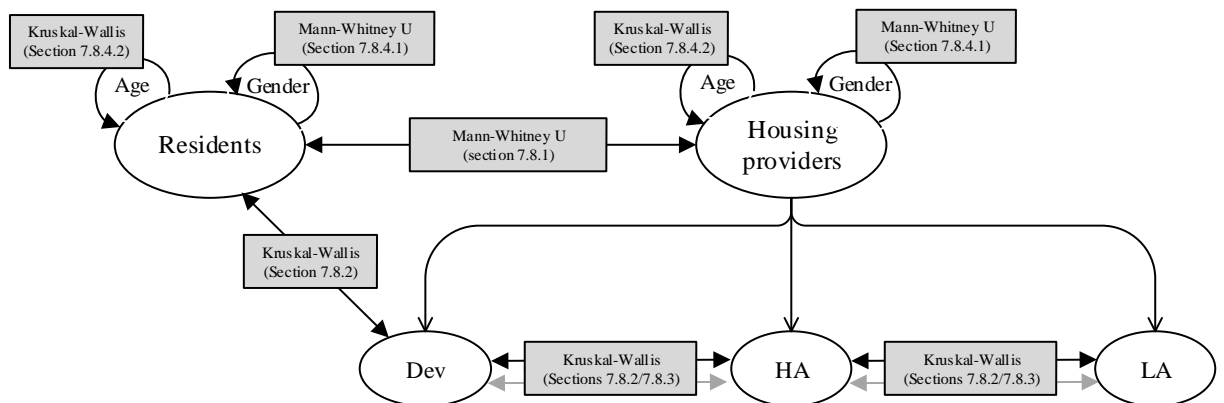 Kruskal-Wallis
(Section 7.8.4.2)
Mann-Whitney U
(Section 7.8.4.1)
Kruskal-Wallis
(Section 7.8.4.2)
Mann-Whitney U
(Section 7.8.4.1)
Age
Gender
Age
Gender
Residents
Mann-Whitney U
(section 7.8.1)
Housing
providers
Kruskal-Wallis
(Section 7.8.2)
Dev
Kruskal-Wallis
(Sections 7.8.2/7.8.3)
HA
Kruskal-Wallis
(Sections 7.8.2/7.8.3)
LA